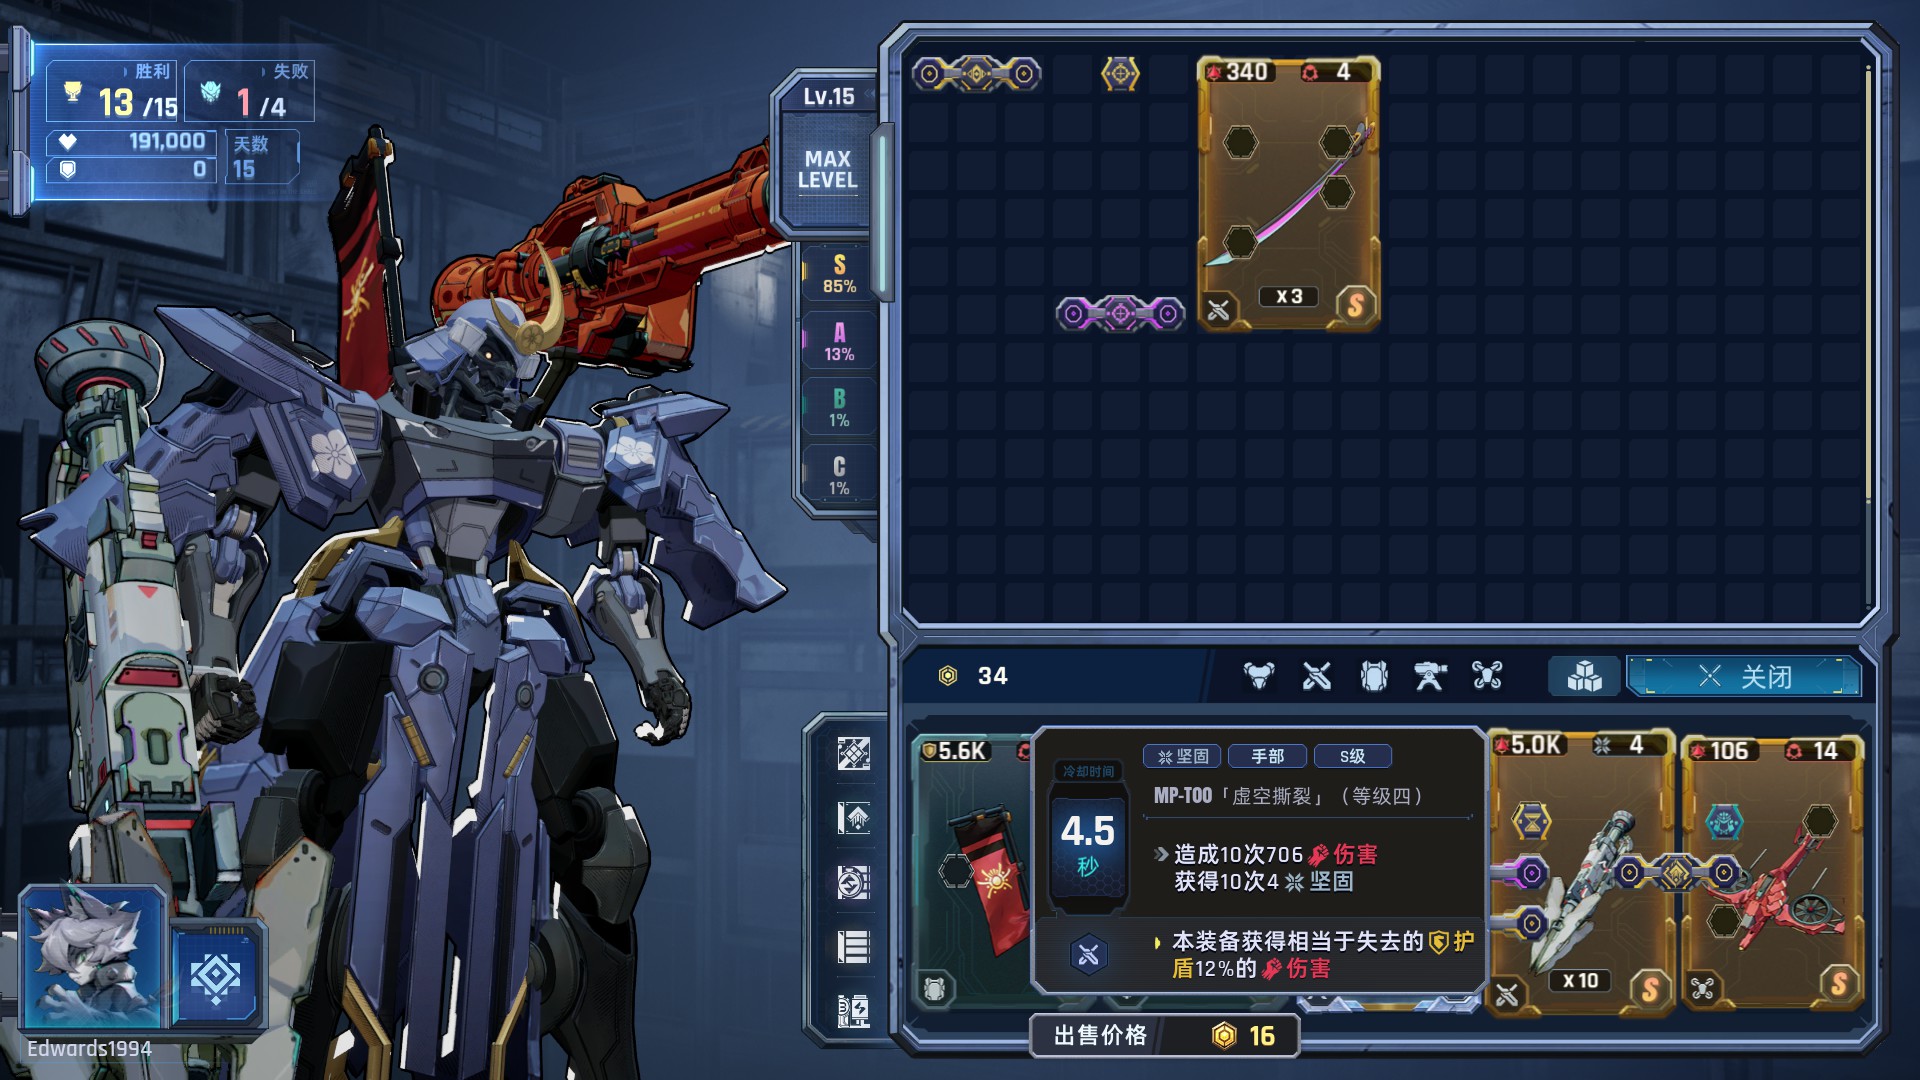 胜利
13 /15
失败
1 /4
191,000
0
天数
15
Lv.15
MAX
LEVEL
S
85%
A
13%
B
1%
C
1%
340
4
x3
S
34
关闭
5.6K
坚固
手部
S级
冷却时间
4.5
秒
MP-T00「虚空撕裂」（等级四）
造成10次706伤害
获得10次4坚固
本装备获得相当于失去的护
盾12%的伤害
出售价格
16
5.0K
4
x10
S
106
14
S
Edwards1994